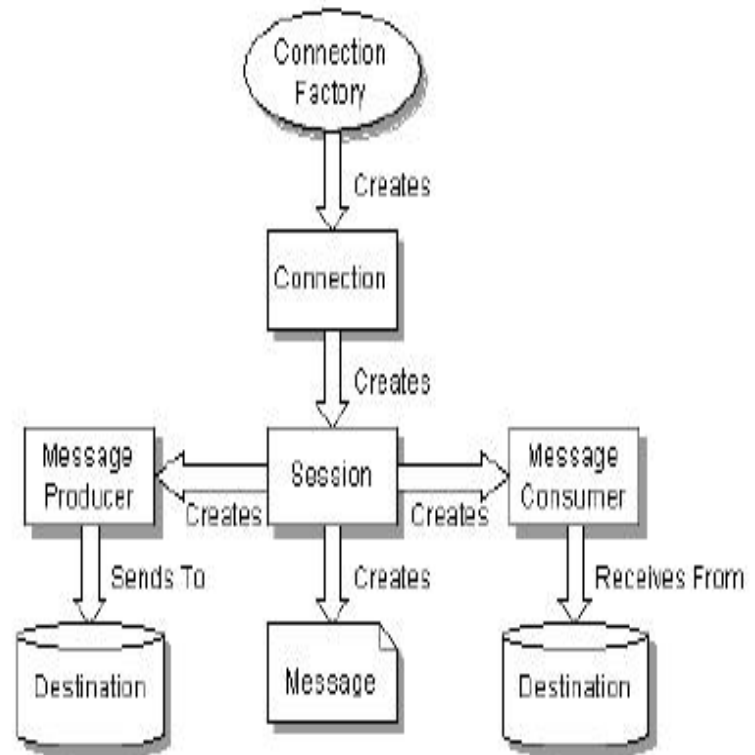 Connection
Factory
Creates
Connection
Creates
Message
Producer
Session
Message
Consumer
Creates
Creates
Sends To
Creates
Receives From
Destination
Message
Destination